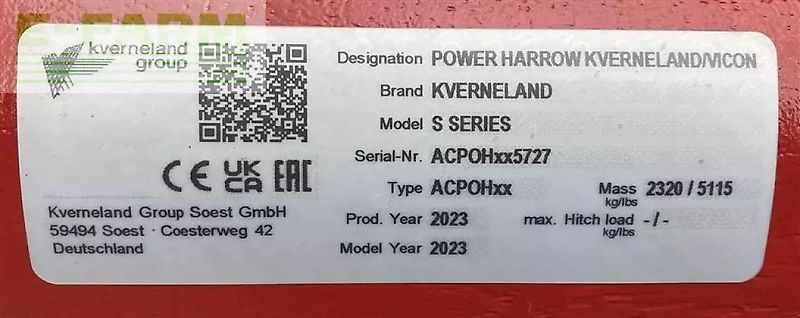 E-FARM
kverneland
group
Designation POWER HARROW KVERNELAND/VICON
Brand KVERNELAND
Model S SERIES
Serial-Nr. ACPOHxx5727
Type ACPOHxx Mass 2320 / 5115
kg/lbs
Prod. Year 2023 max. Hitch load - / -
kg/lbs
Model Year 2023
CE UK CA EAC
Kverneland Group Soest GmbH
59494 Soest · Coesterweg 42
Deutschland